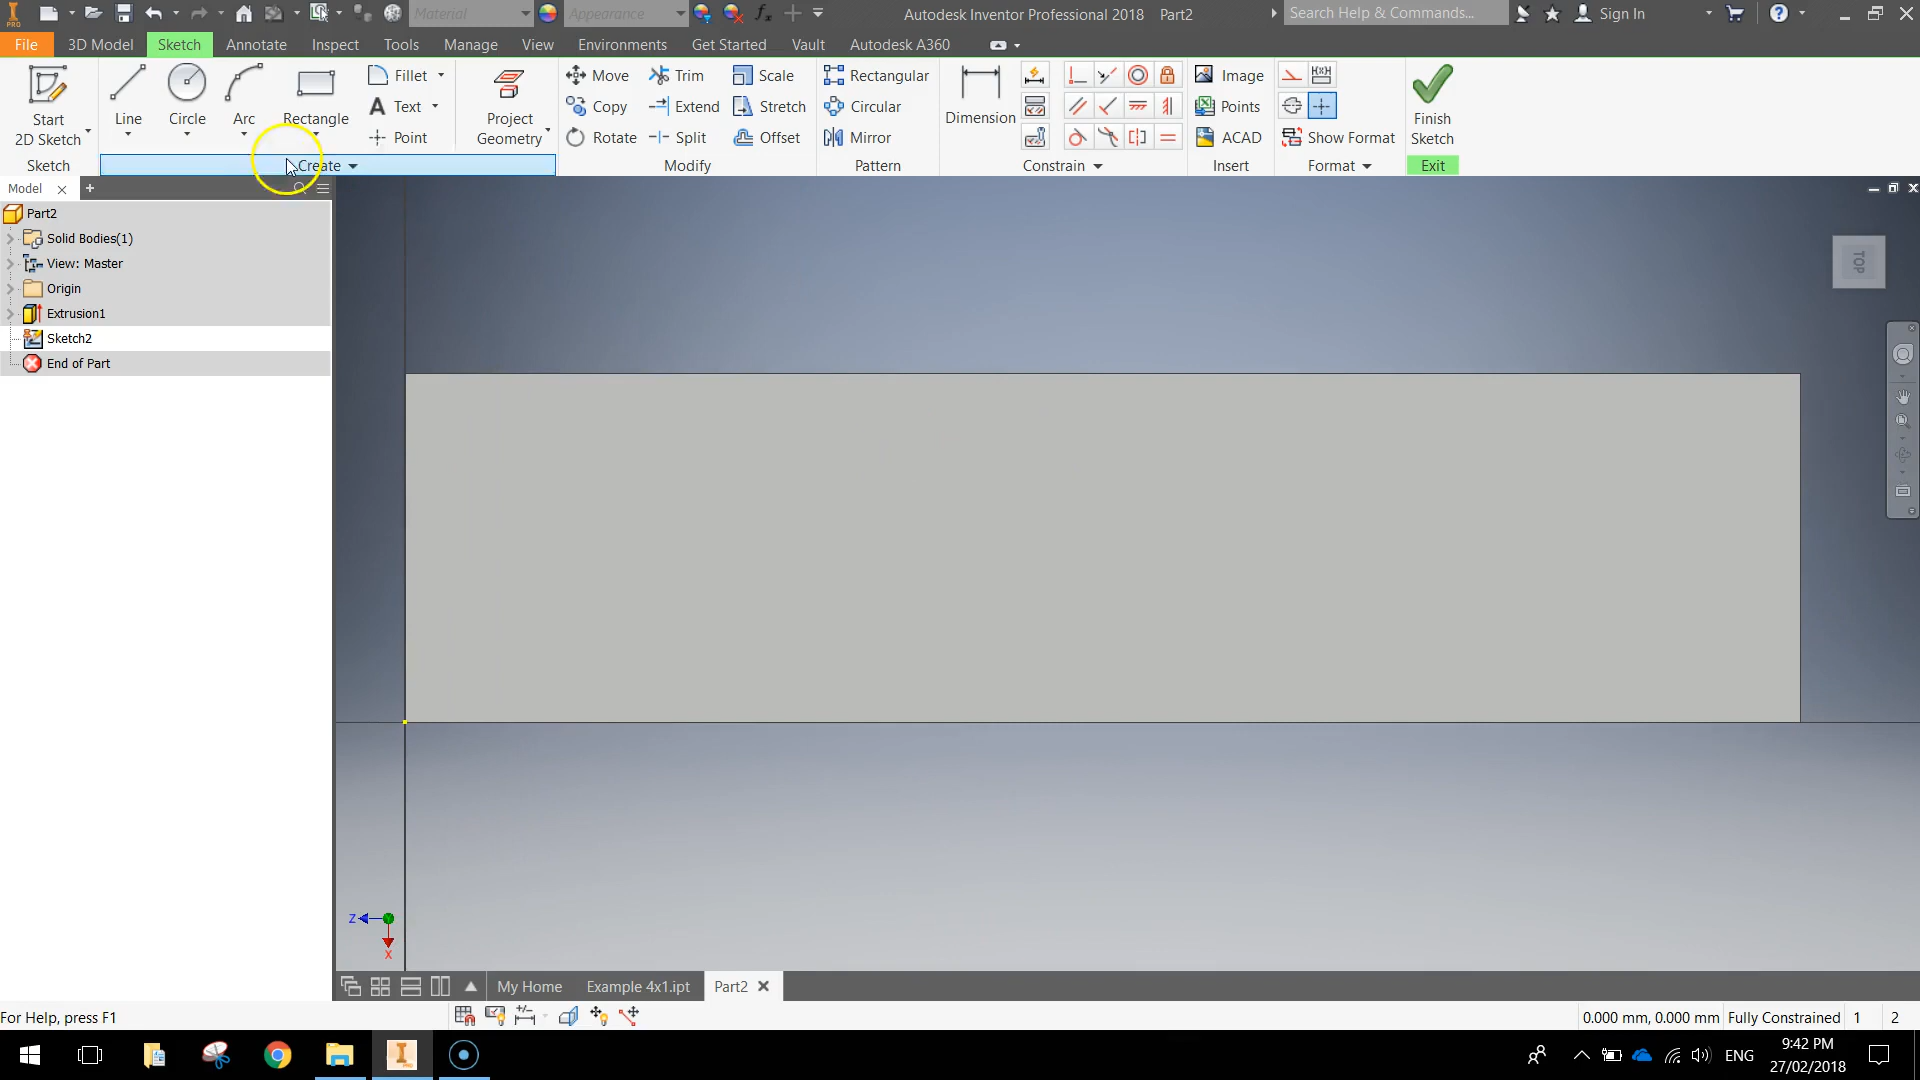 PRO
Material
Appearance
Autodesk Inventor Professional 2018 Part2
Search Help & Commands...
Sign In
File
3D Model
Sketch
Annotate
Inspect
Tools
Manage
View
Environments
Get Started
Vault
Autodesk A360
Start
2D Sketch
Line
Circle
Arc
Rectangle
Fillet
Text
Point
Project
Geometry
Move
Copy
Rotate
Trim
Extend
Split
Scale
Stretch
Offset
Rectangular
Circular
Mirror
Dimension
Image
Points
ACAD
Show Format
Finish
Sketch
Sketch
Create
Modify
Pattern
Constrain
Insert
Format
Exit
Model
Part2
Solid Bodies(1)
View: Master
Origin
Extrusion1
Sketch2
End of Part
TOP
Z
X
My Home
Example 4x1.ipt
Part2
For Help, press F1
0.000 mm, 0.000 mm
Fully Constrained
1
2
ENG
9:42 PM
27/02/2018